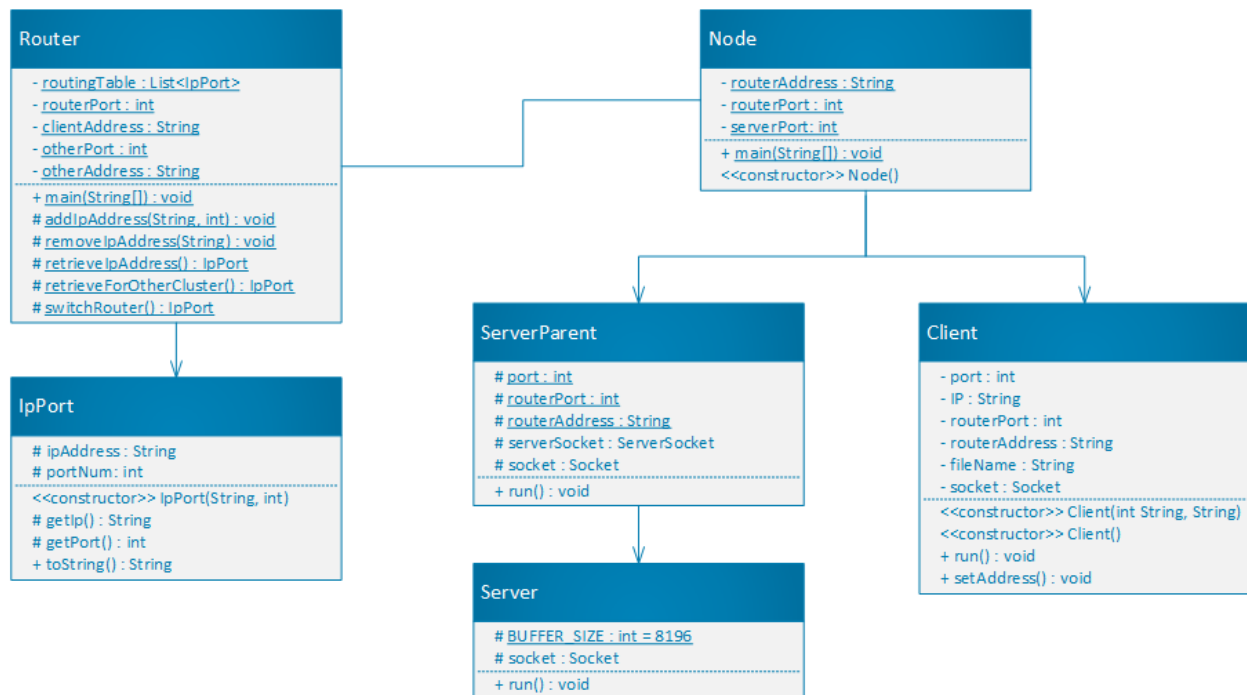 Router
- routingTable : List<IpPort>
- routerPort : int
- clientAddress : String
- otherPort : int
- otherAddress : String
+ main(String[]) : void
# addIpAddress(String, int) : void
# removeIpAddress(String) : void
# retrieveIpAddress() : IpPort
# retrieveForOtherCluster() : IpPort
# switchRouter() : IpPort
Node
- routerAddress : String
- routerPort : int
- serverPort: int
+ main(String[]) : void
<<constructor>> Node()
IpPort
# ipAddress : String
# portNum: int
<<constructor>> IpPort(String, int)
# getIp() : String
# getPort() : int
+ toString() : String
ServerParent
# port : int
# routerPort : int
# routerAddress : String
# serverSocket : ServerSocket
# socket : Socket
+ run() : void
Client
- port : int
- IP : String
- routerPort : int
- routerAddress : String
- fileName : String
- socket : Socket
<<constructor>> Client(int String, String)
<<constructor>> Client()
+ run() : void
+ setAddress() : void
Server
# BUFFER_SIZE : int = 8196
# socket : Socket
+ run() : void